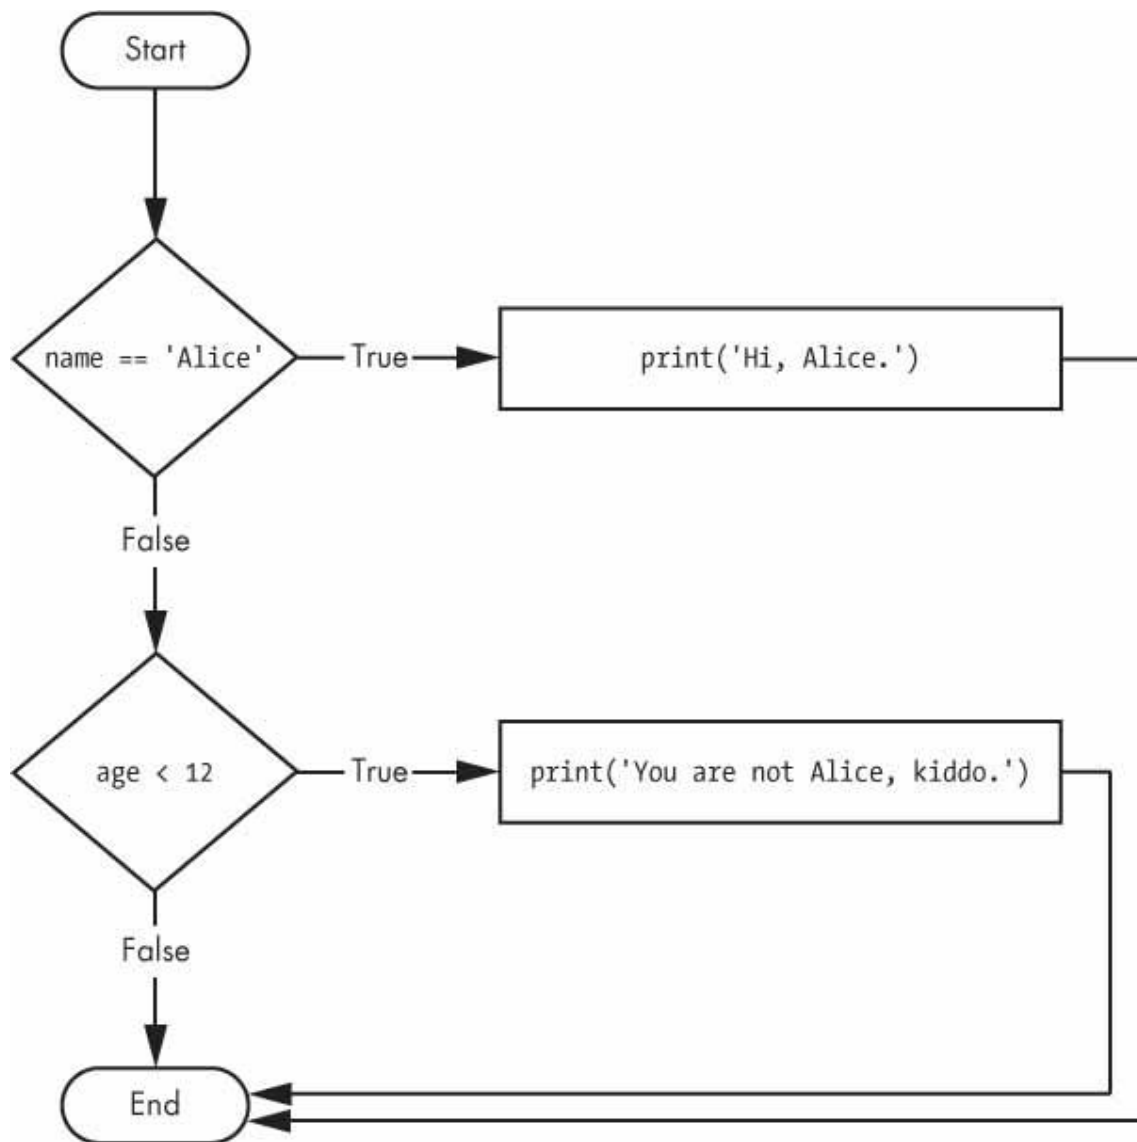 Start
name == 'Alice'
True
print('Hi, Alice.')
False
age < 12
True
print('You are not Alice, kiddo.')
False
End